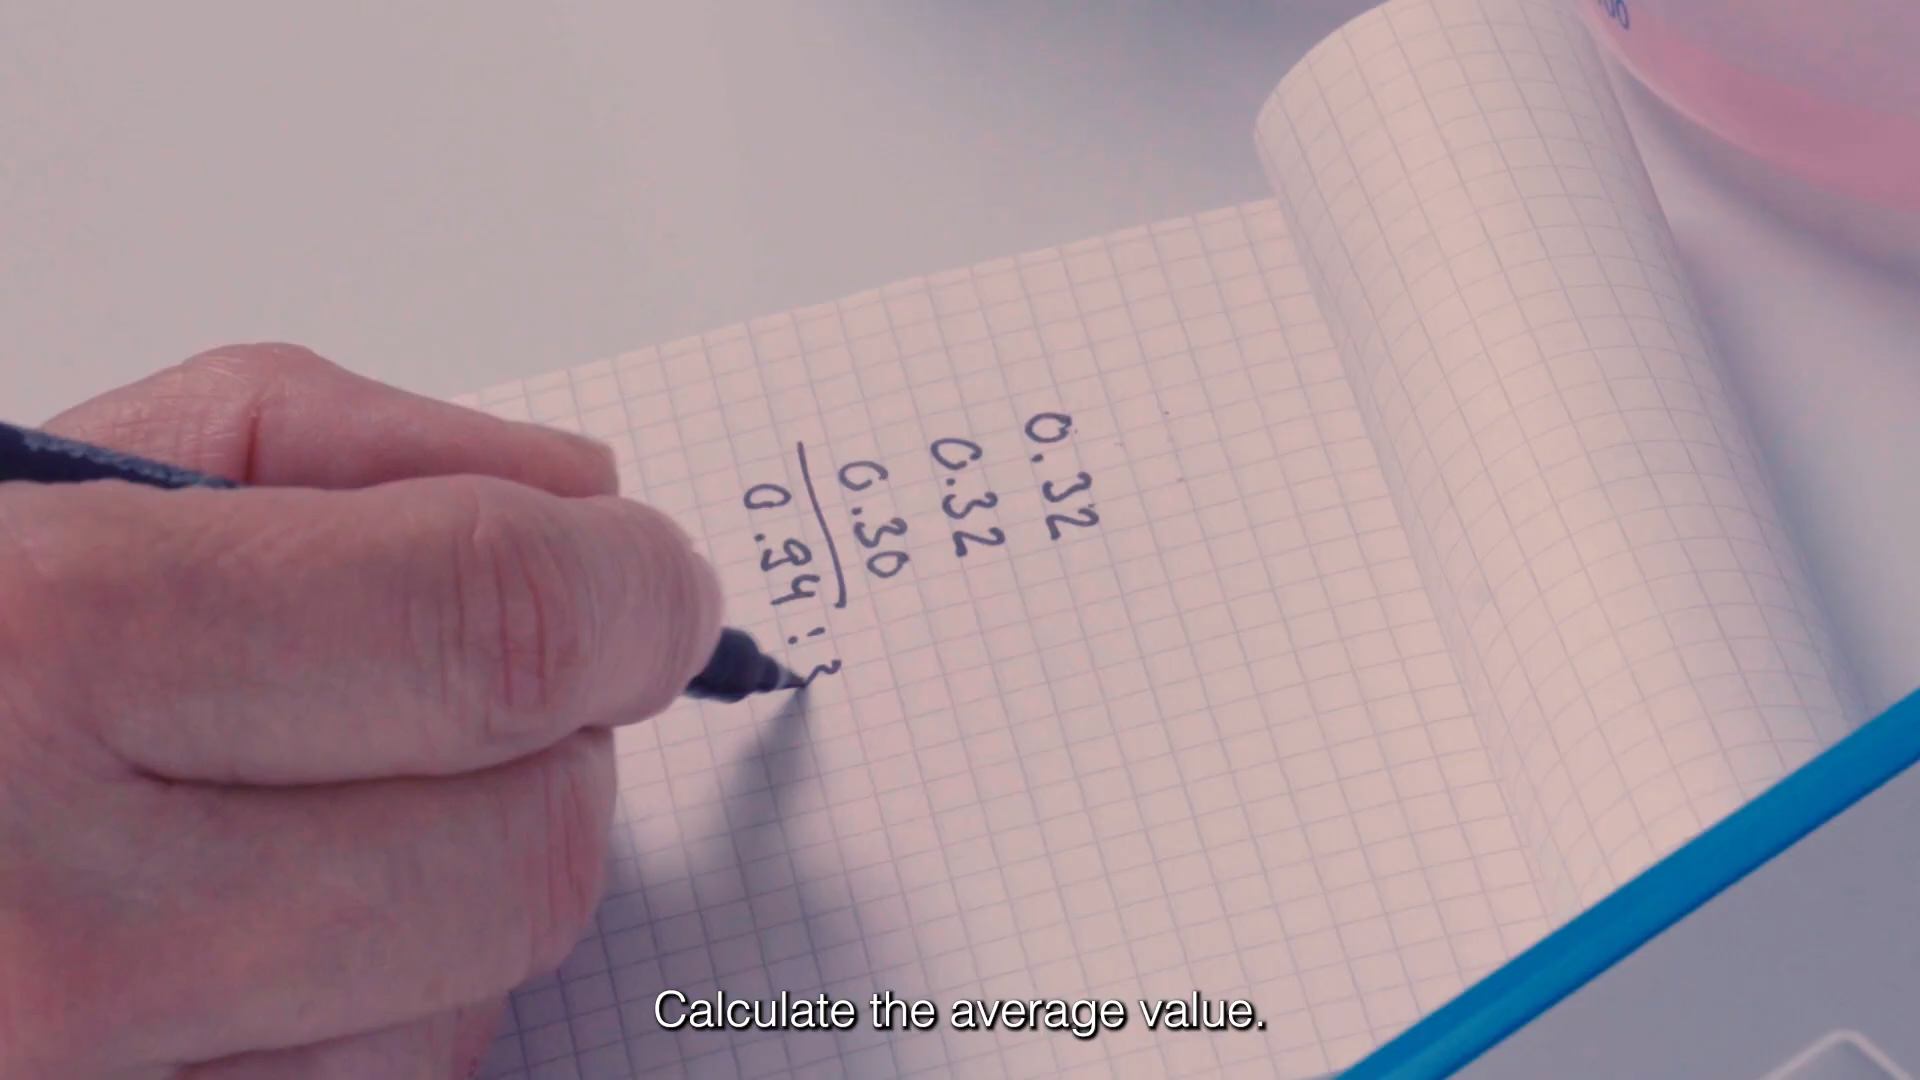 0.32
0.32
0.30
0.94 : 3
Calculate the average value.